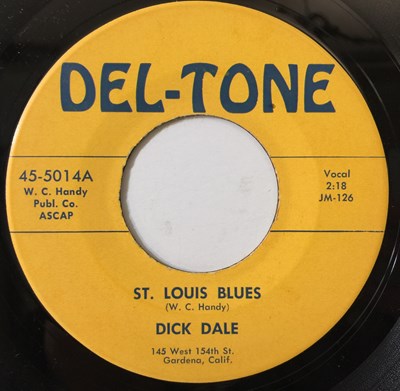 DEL-TONE
45-5014A
W. C. Handy
Publ. Co.
ASCAP
Vocal
2:18
JM-126
ST. LOUIS BLUES
(W. C. Handy)
DICK DALE
145 West 154th St.
Gardena, Calif.